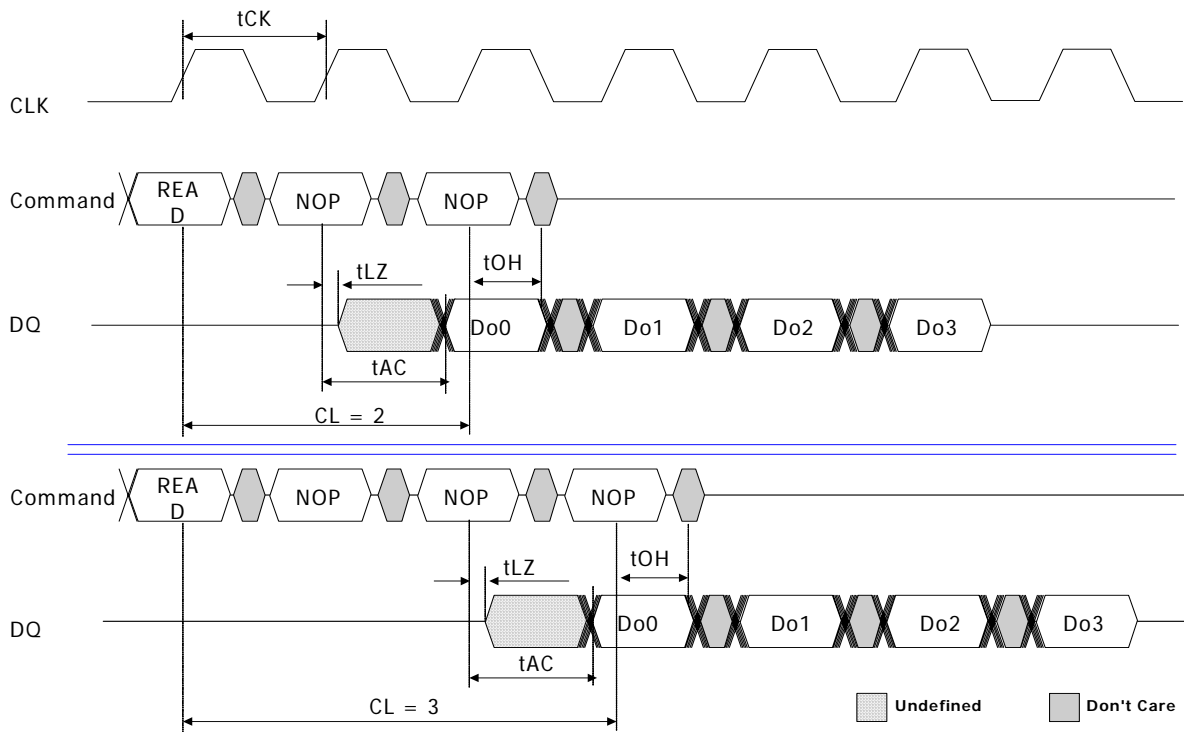 tCK
CLK
Command
REA
D
NOP
NOP
tLZ
tOH
DQ
Do0
Do1
Do2
Do3
tAC
CL = 2
Command
REA
D
NOP
NOP
NOP
tLZ
tOH
DQ
Do0
Do1
Do2
Do3
tAC
CL = 3
Undefined
Don't Care